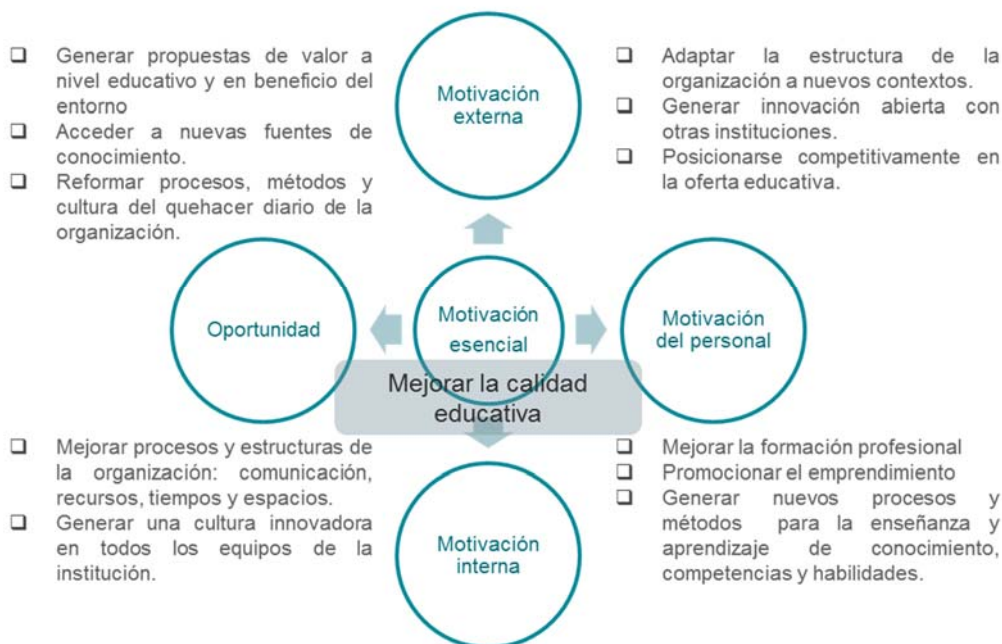 ❑ Generar propuestas de valor a
nivel educativo y en beneficio del
entorno
❑ Acceder a nuevas fuentes de
conocimiento.
❑ Reformar procesos, métodos y
cultura del quehacer diario de la
organización.
Motivación
externa
❑ Adaptar la estructura de la
organización a nuevos contextos.
❑ Generar innovación abierta con
otras instituciones.
❑ Posicionarse competitivamente en
la oferta educativa.
Oportunidad
Motivación
esencial
Motivación
del personal
Mejorar la calidad
educativa
❑ Mejorar procesos y estructuras de
la organización: comunicación,
recursos, tiempos y espacios.
❑ Generar una cultura innovadora
en todos los equipos de la
institución.
Motivación
interna
❑ Mejorar la formación profesional
❑ Promocionar el emprendimiento
❑ Generar nuevos procesos y
métodos para la enseñanza y
aprendizaje de conocimiento,
competencias y habilidades.